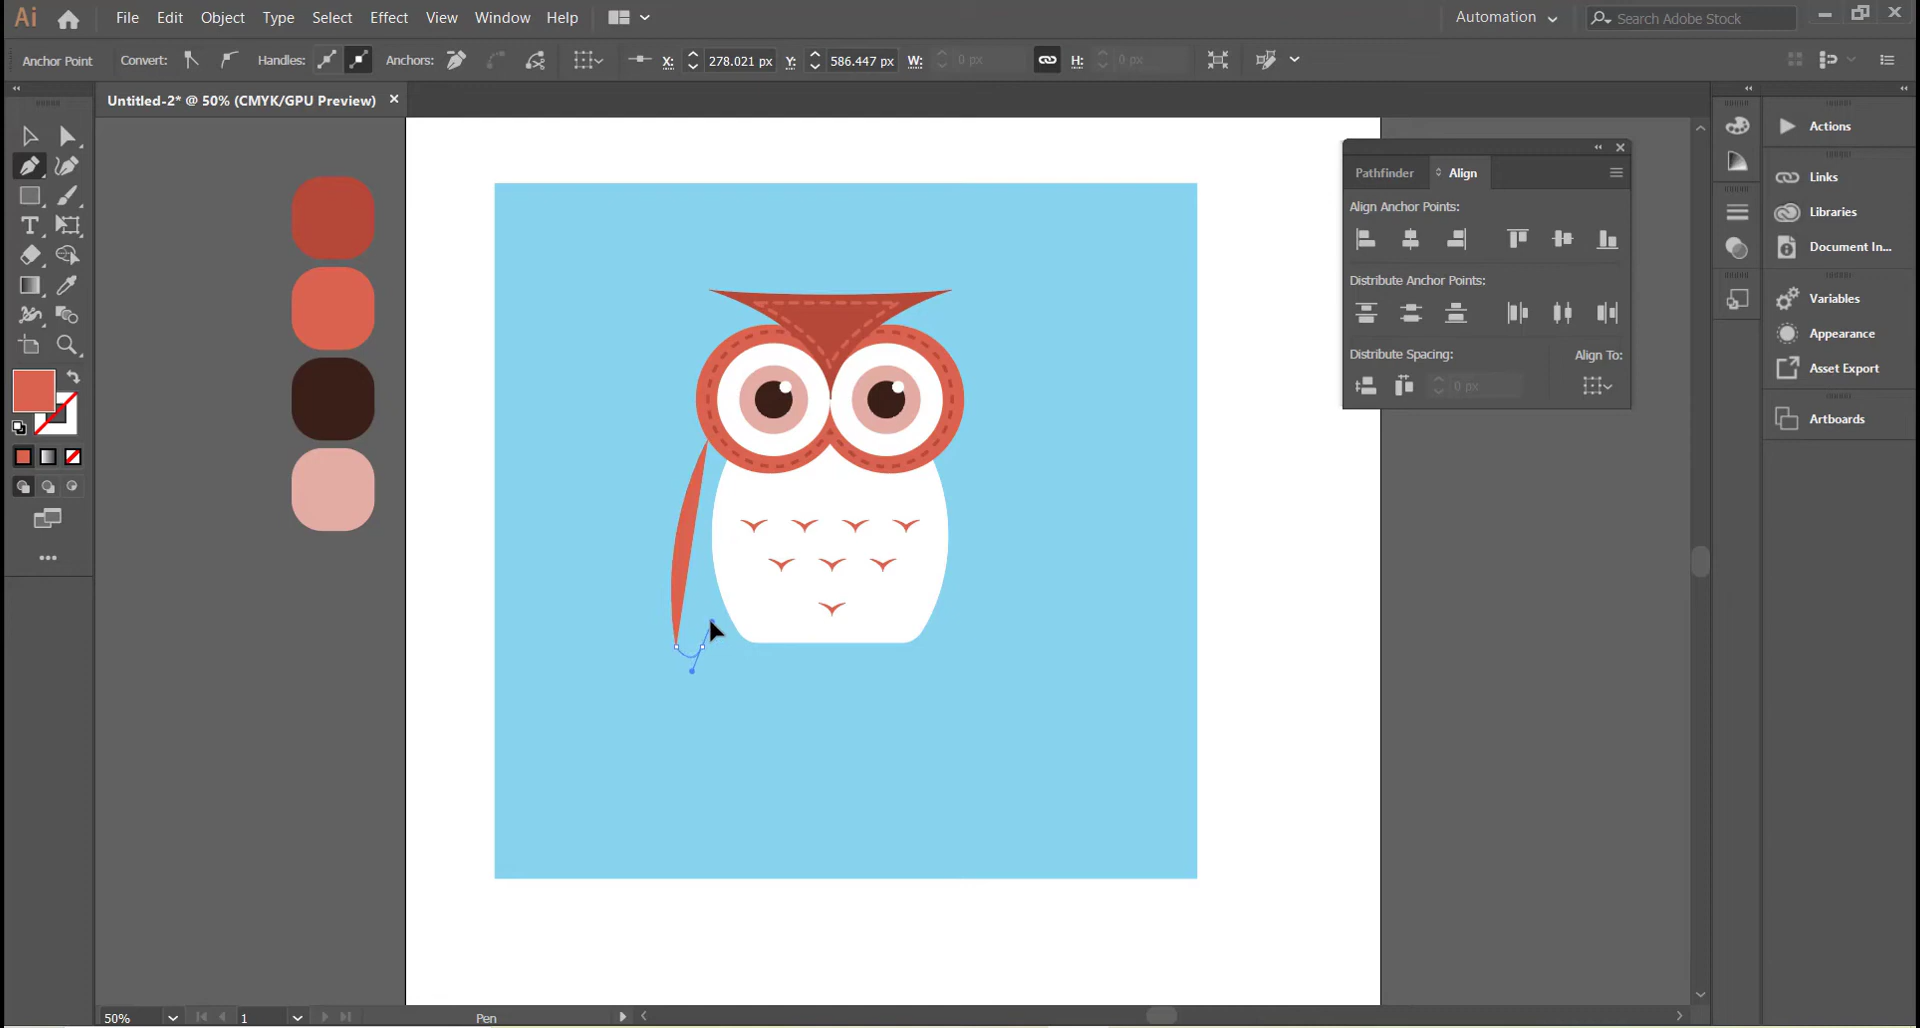 Ai File Edit Object Type Select Effect View Window Help Automation Search Adobe Stock
Anchor Point Convert: Handles: Anchors: X: 278.021 px Y: 586.447 px W: 0 px H: 0 px
Untitled-2* @ 50% (CMYK/GPU Preview)
Pathfinder Align
Align Anchor Points:
Distribute Anchor Points:
Distribute Spacing: Align To:
0 px
Actions
Links
Libraries
Document In...
Variables
Appearance
Asset Export
Artboards
50% 1 Pen